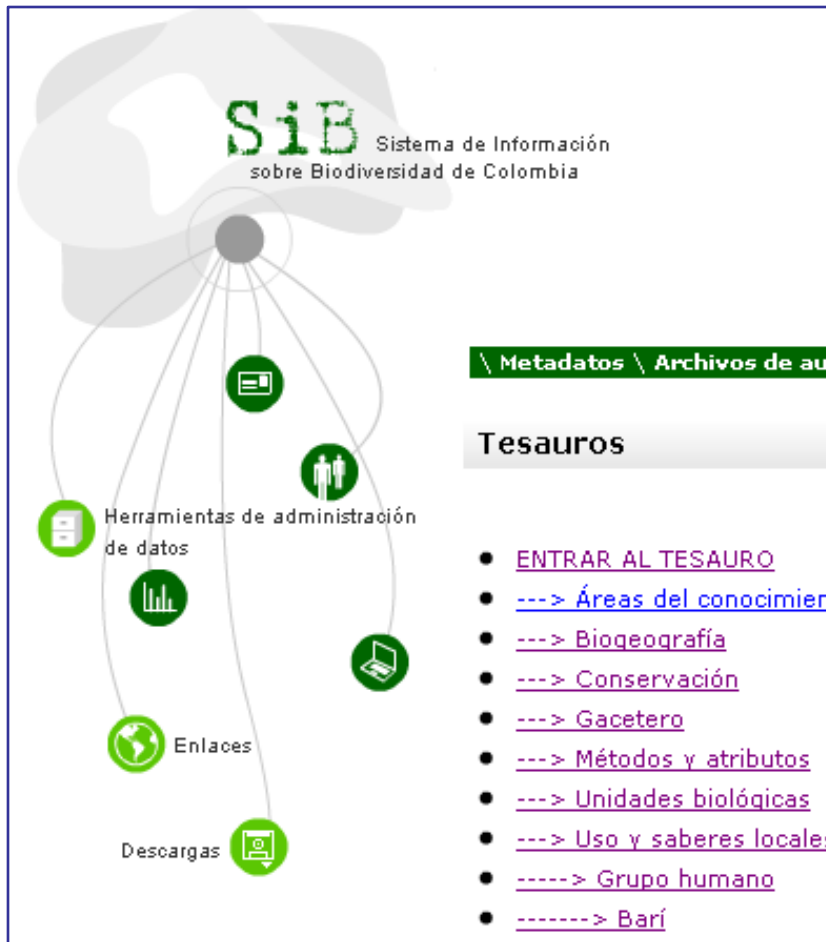 SiB Sistema de Información
sobre Biodiversidad de Colombia
\ Metadatos \ Archivos de au
Tesauros
Herramientas de administración
de datos
Enlaces
Descargas
ENTRAR AL TESAURO
---> Áreas del conocimien
---> Biogeografía
---> Conservación
---> Gacetero
---> Métodos y atributos
---> Unidades biológicas
---> Uso y saberes locales
-----> Grupo humano
-------> Barí